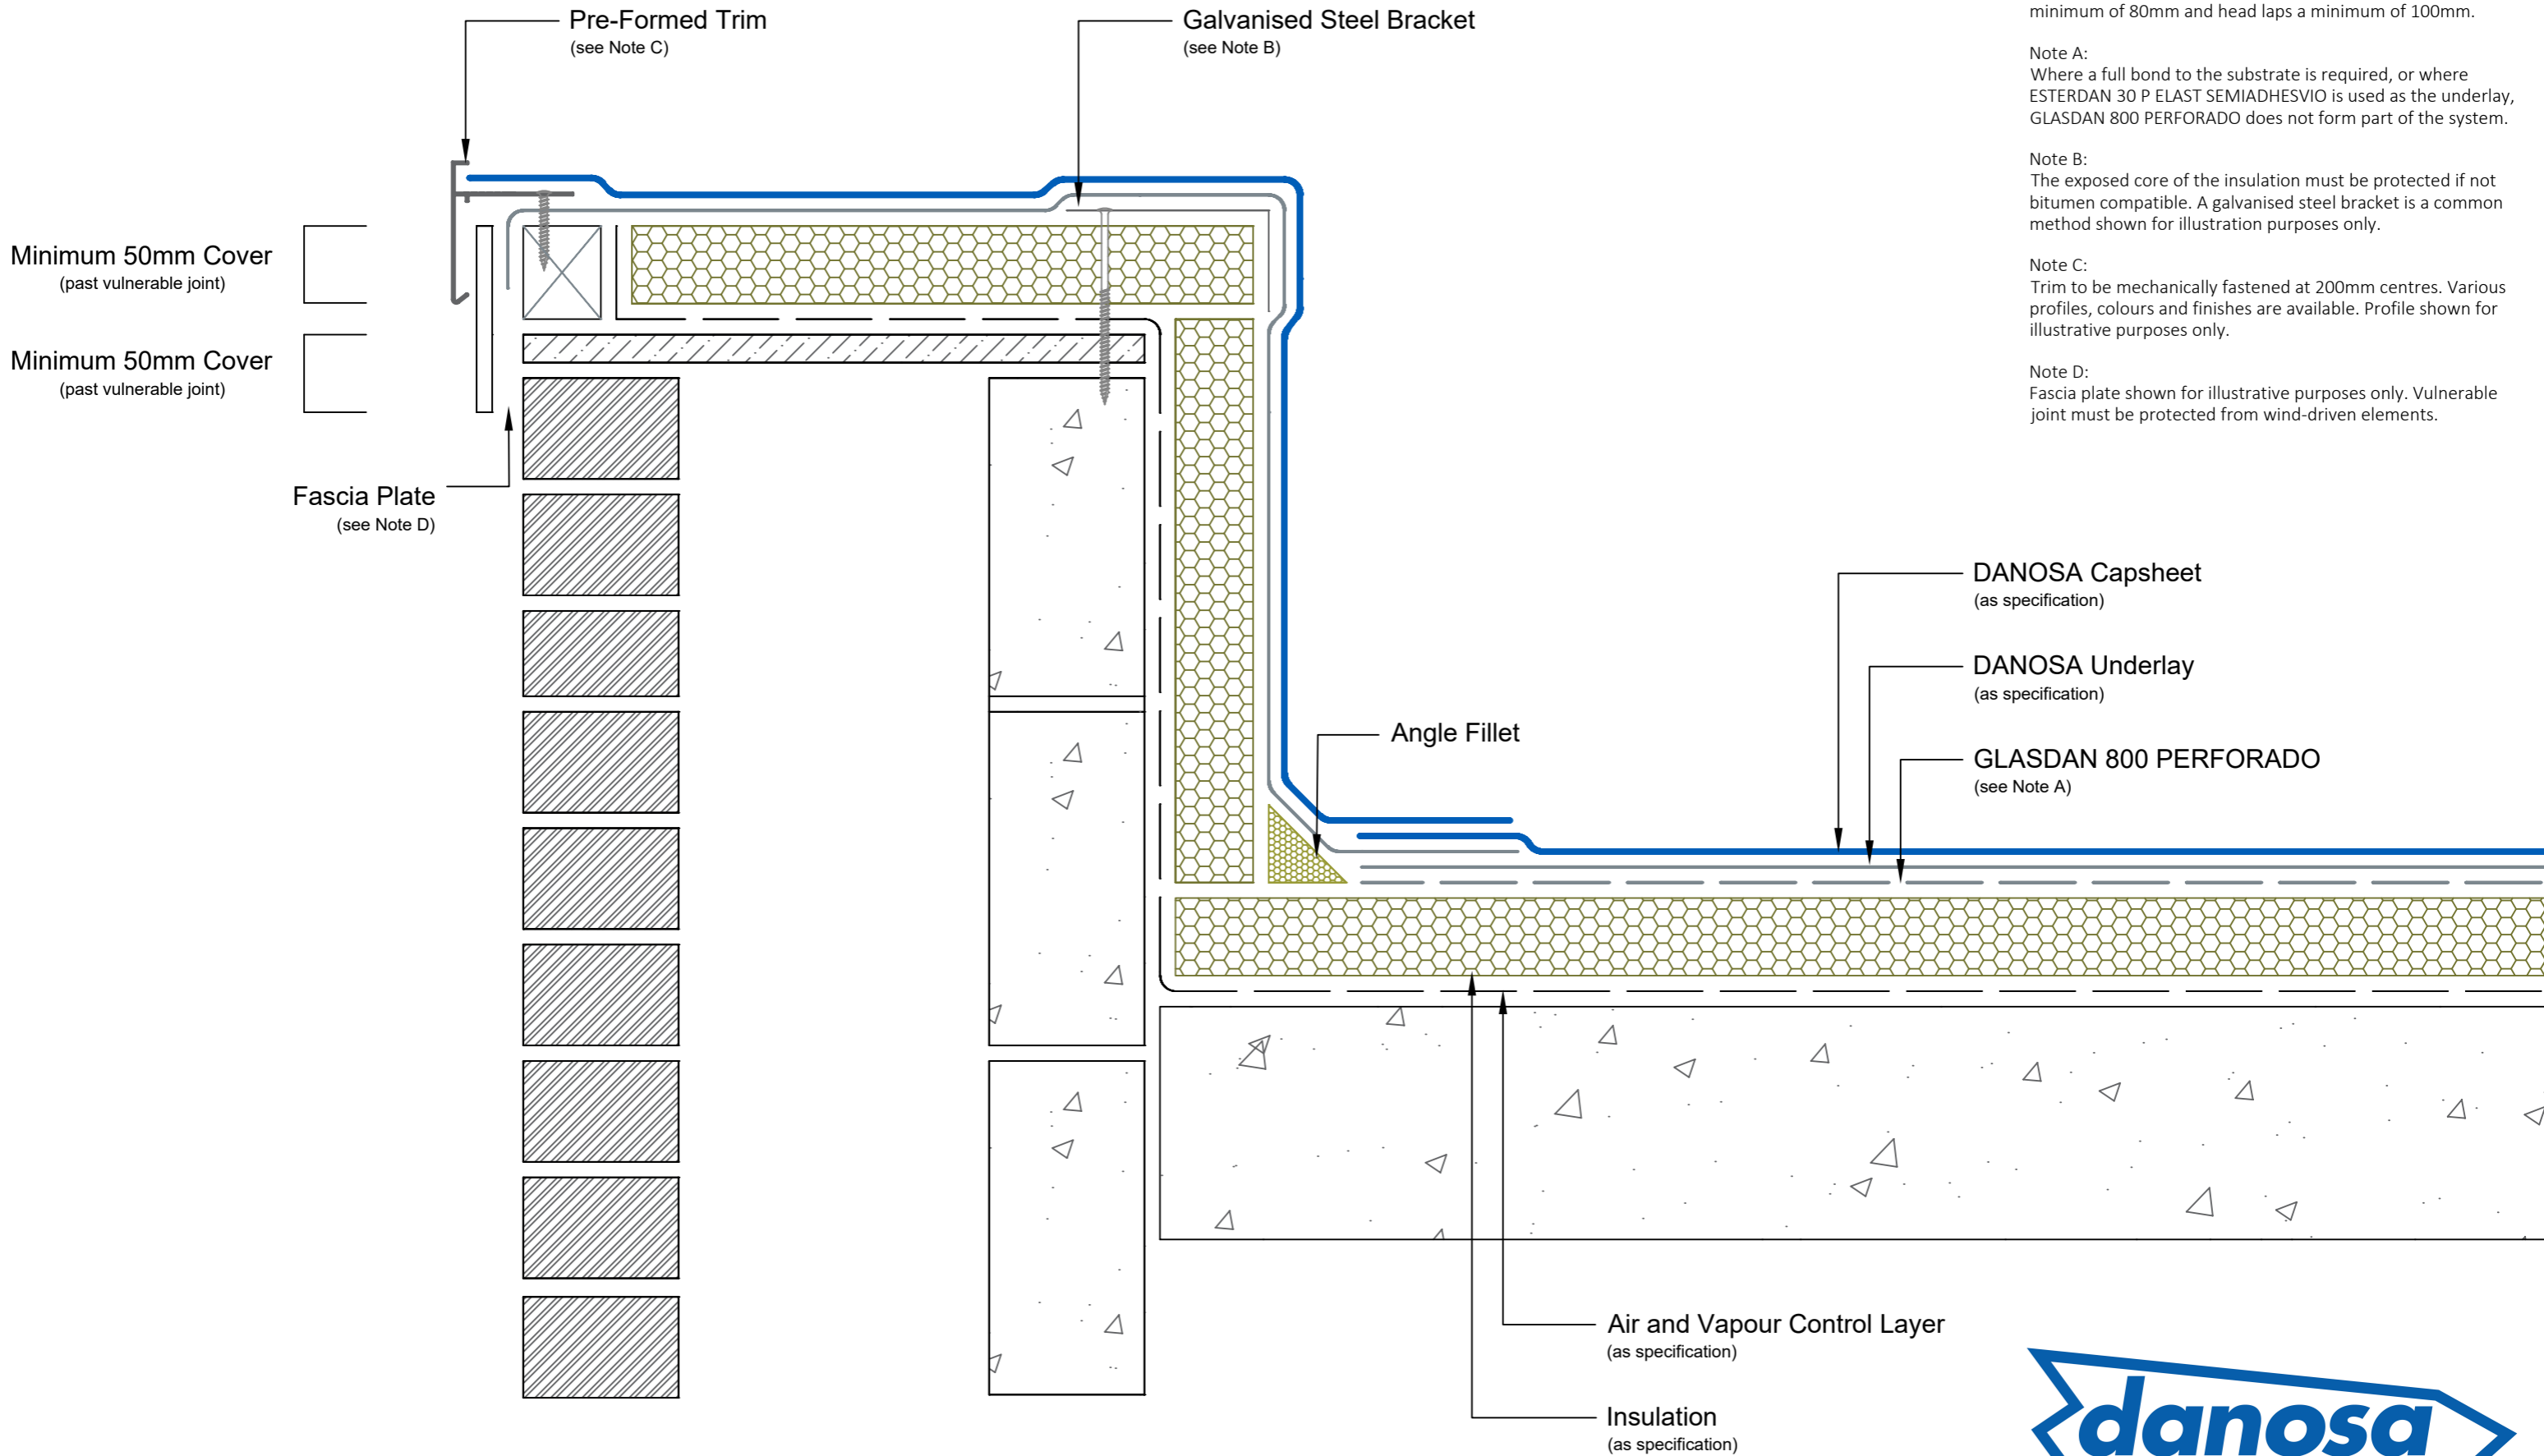 Pre-Formed Trim
(see Note C)
Galvanised Steel Bracket
(see Note B)
minimum of 80mm and head laps a minimum of 100mm.
Note A:
Where a full bond to the substrate is required, or where
ESTERDAN 30 P ELAST SEMIADHESVIO is used as the underlay,
GLASDAN 800 PERFORADO does not form part of the system.
Note B:
The exposed core of the insulation must be protected if not
bitumen compatible. A galvanised steel bracket is a common
method shown for illustration purposes only.
Note C:
Trim to be mechanically fastened at 200mm centres. Various
profiles, colours and finishes are available. Profile shown for
illustrative purposes only.
Note D:
Fascia plate shown for illustrative purposes only. Vulnerable
joint must be protected from wind-driven elements.
Minimum 50mm Cover
(past vulnerable joint)
Minimum 50mm Cover
(past vulnerable joint)
Fascia Plate
(see Note D)
DANOSA Capsheet
(as specification)
DANOSA Underlay
(as specification)
GLASDAN 800 PERFORADO
(see Note A)
Angle Fillet
Air and Vapour Control Layer
(as specification)
Insulation
(as specification)
danosa